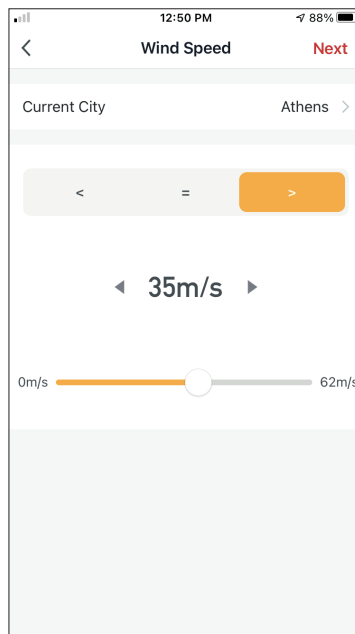 12:50 PM 88%
Wind Speed Next
Current City Athens >
< = >
35m/s
0m/s 62m/s